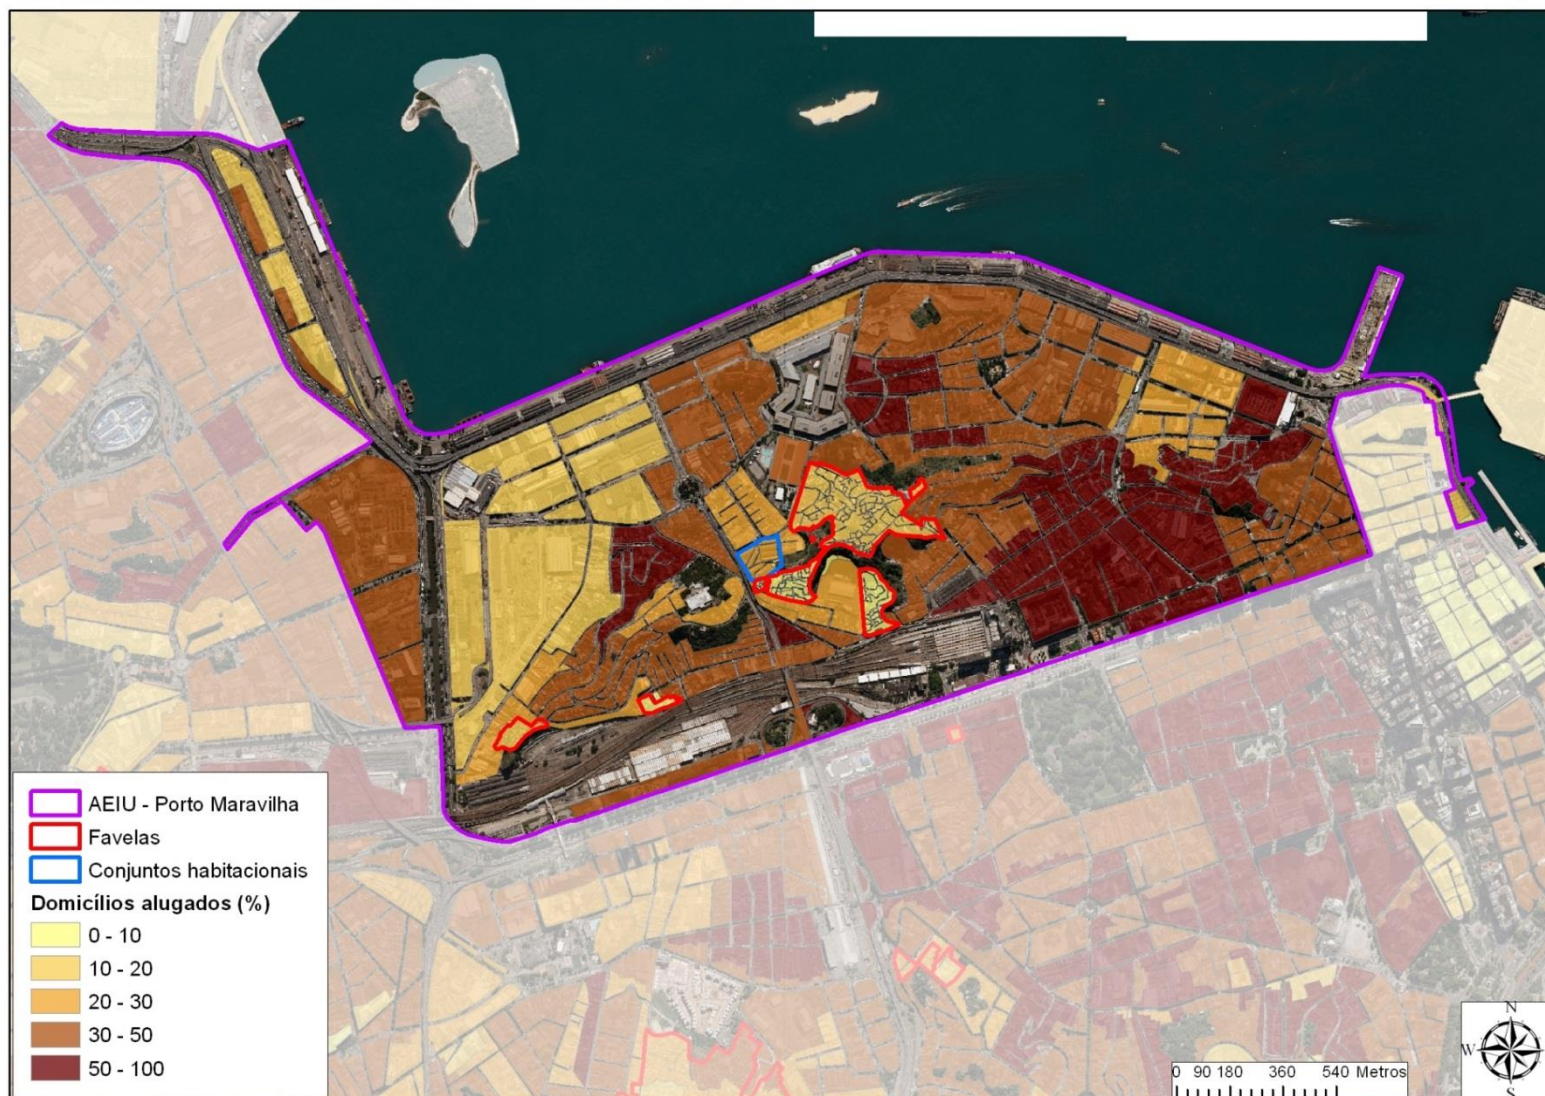 AEIU - Porto Maravilha
Favelas
Conjuntos habitacionais
Domicílios alugados (%)
0 - 10
10 - 20
20 - 30
30 - 50
50 - 100
N
W
S
0 90 180 360 540 Metros